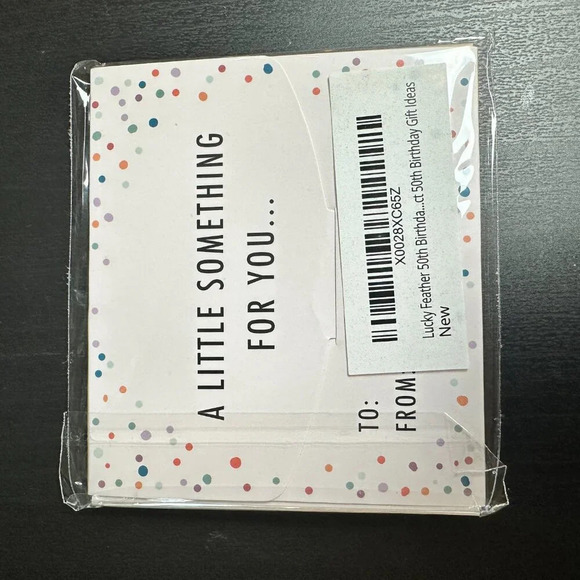 A LITTLE SOMETHING
FOR YOU...
TO:
FROM:
X0028XC65Z
Lucky Feather 50th Birthda...ct 50th Birthday Gift Ideas
New